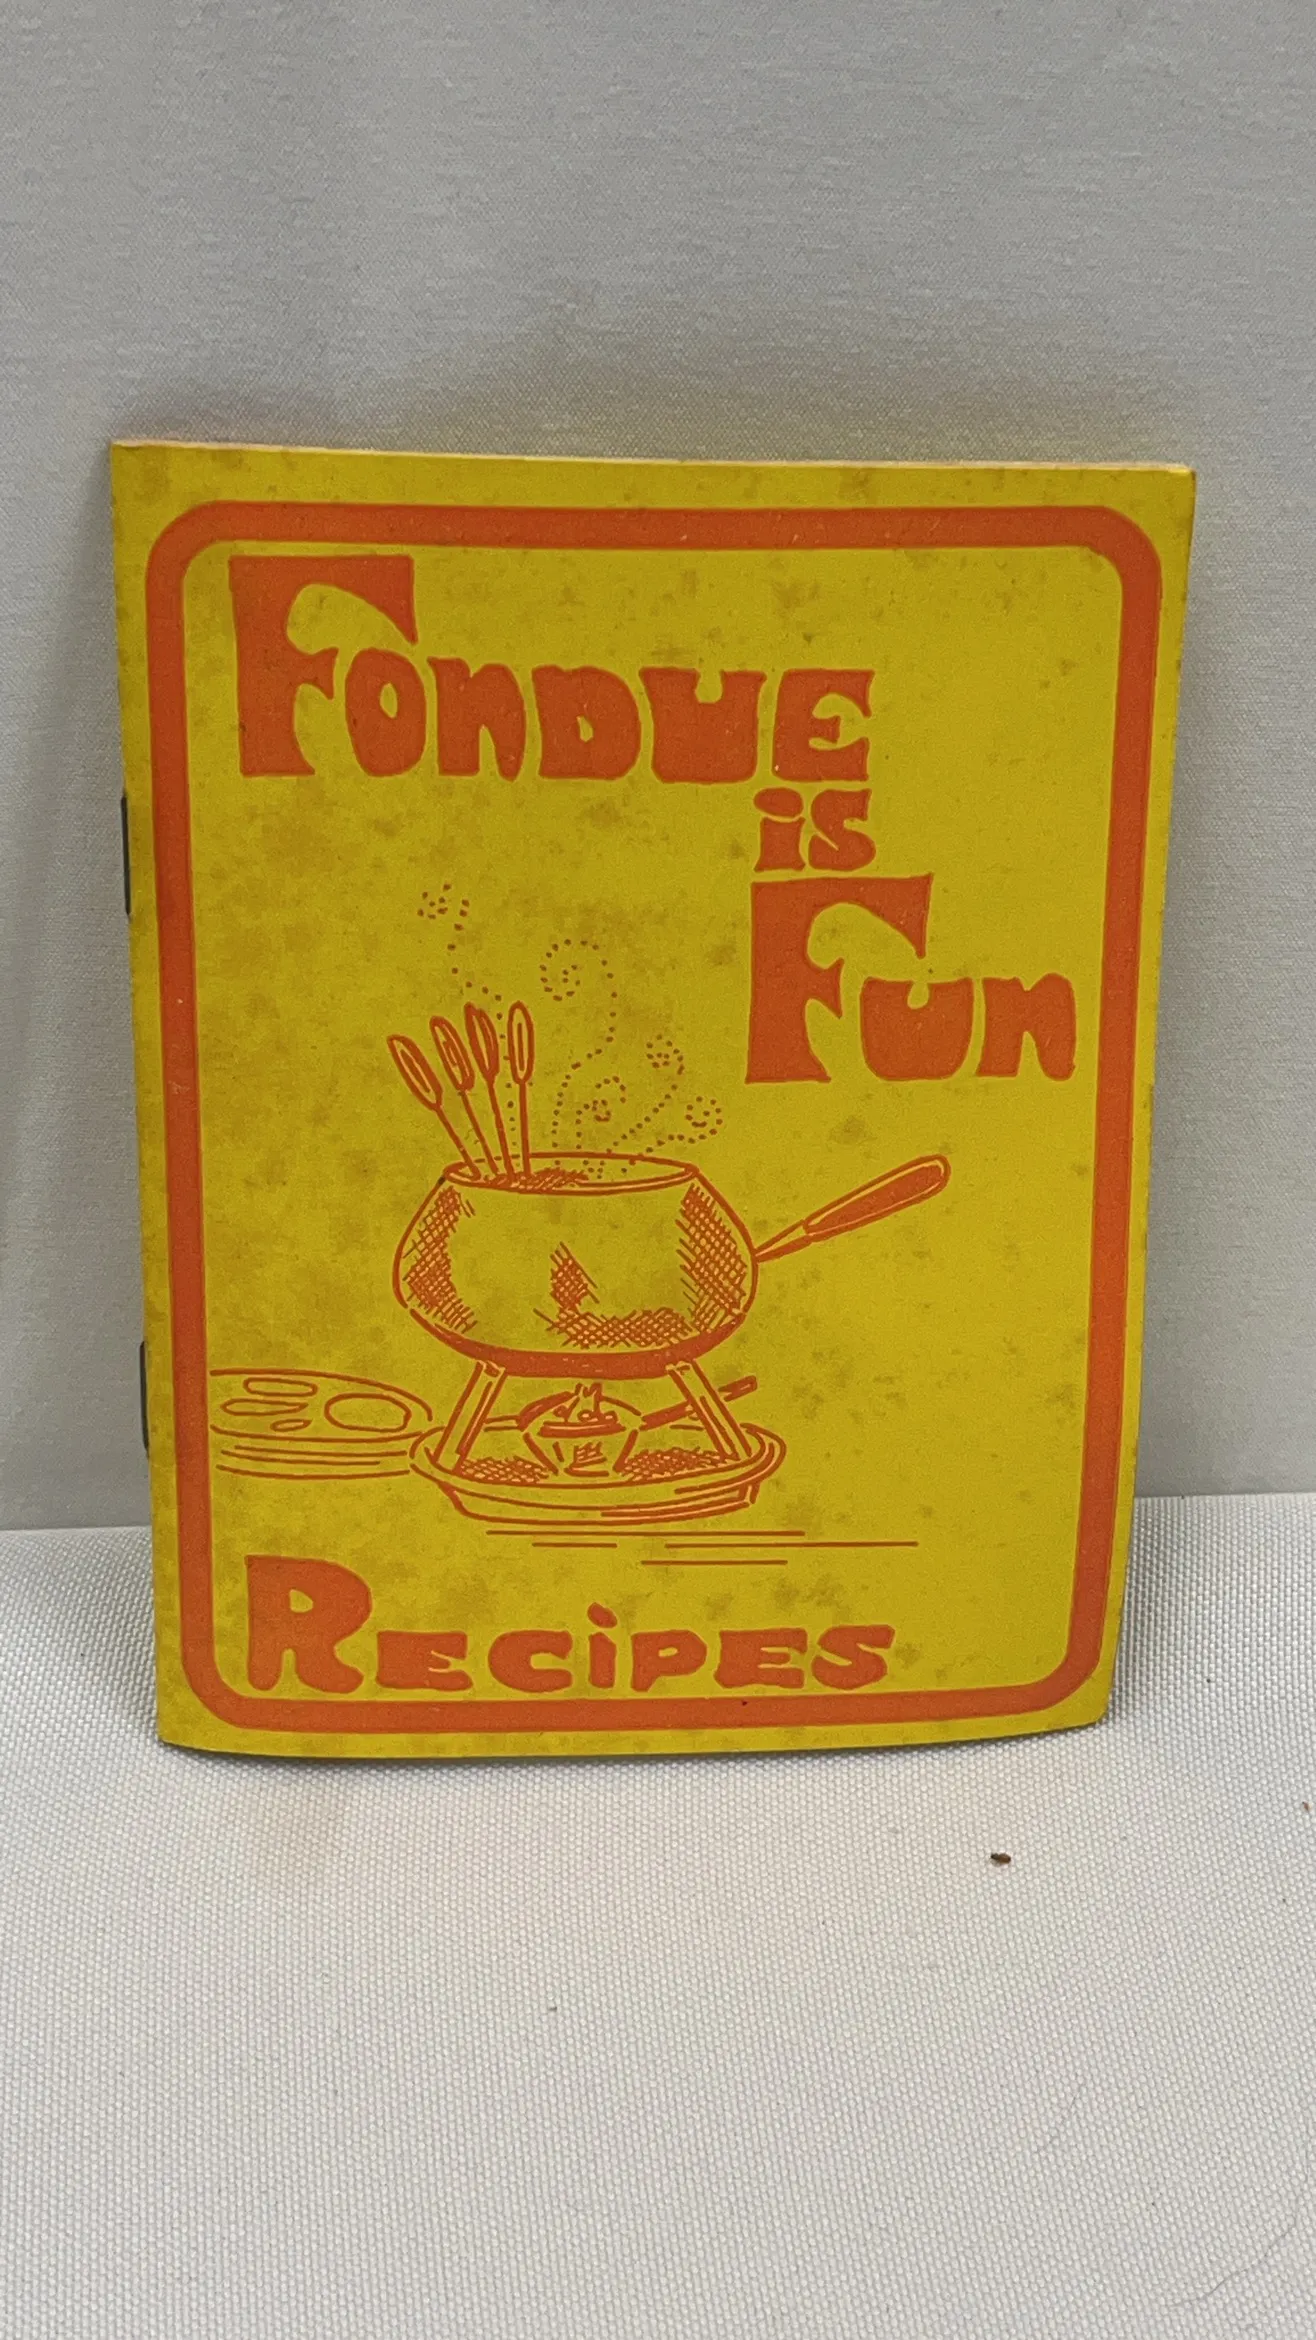 Fondue
is
Fun
Recipes